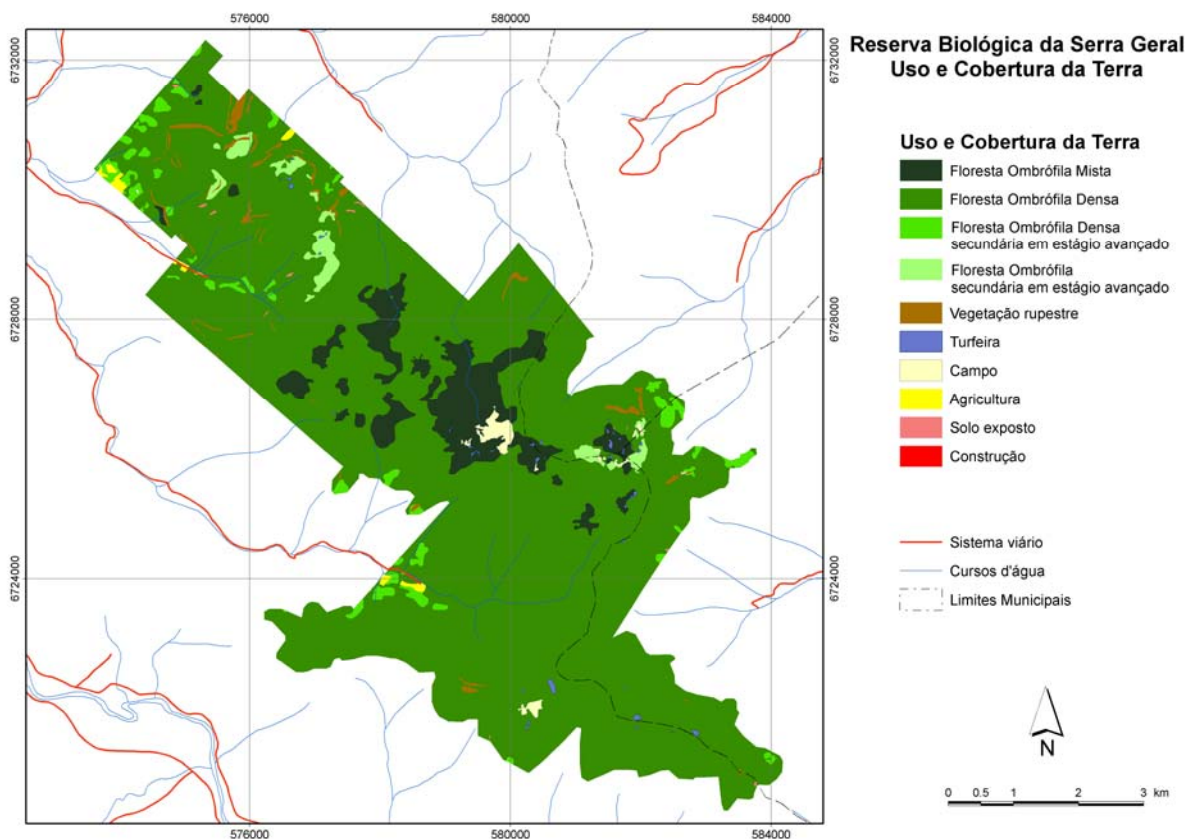 576000
580000
584000
6732000
6732000
6728000
6728000
6724000
6724000
576000
580000
584000
Reserva Biológica da Serra Geral
Uso e Cobertura da Terra
Uso e Cobertura da Terra
Floresta Ombrófila Mista
Floresta Ombrófila Densa
Floresta Ombrófila Densa
secundária em estágio avançado
Floresta Ombrófila
secundária em estágio avançado
Vegetação rupestre
Turfeira
Campo
Agricultura
Solo exposto
Construção
Sistema viário
Cursos d'água
Limites Municipais
N
0 0.5 1 2 3 km